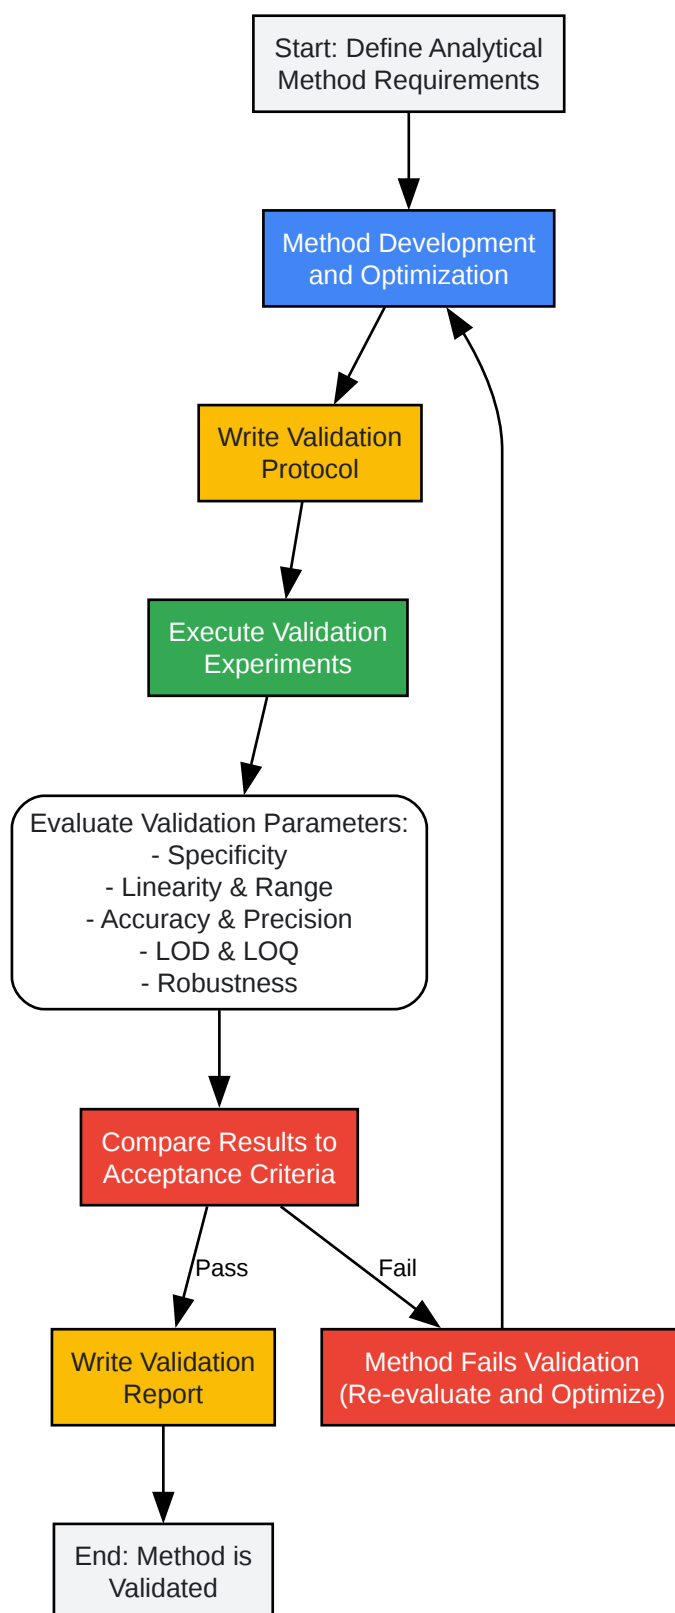 Start: Define Analytical
Method Requirements
Method Development
and Optimization
Write Validation
Protocol
Execute Validation
Experiments
Evaluate Validation Parameters:
- Specificity
- Linearity & Range
- Accuracy & Precision
- LOD & LOQ
- Robustness
Compare Results to
Acceptance Criteria
Pass
Fail
Write Validation
Report
Method Fails Validation
(Re-evaluate and Optimize)
End: Method is
Validated